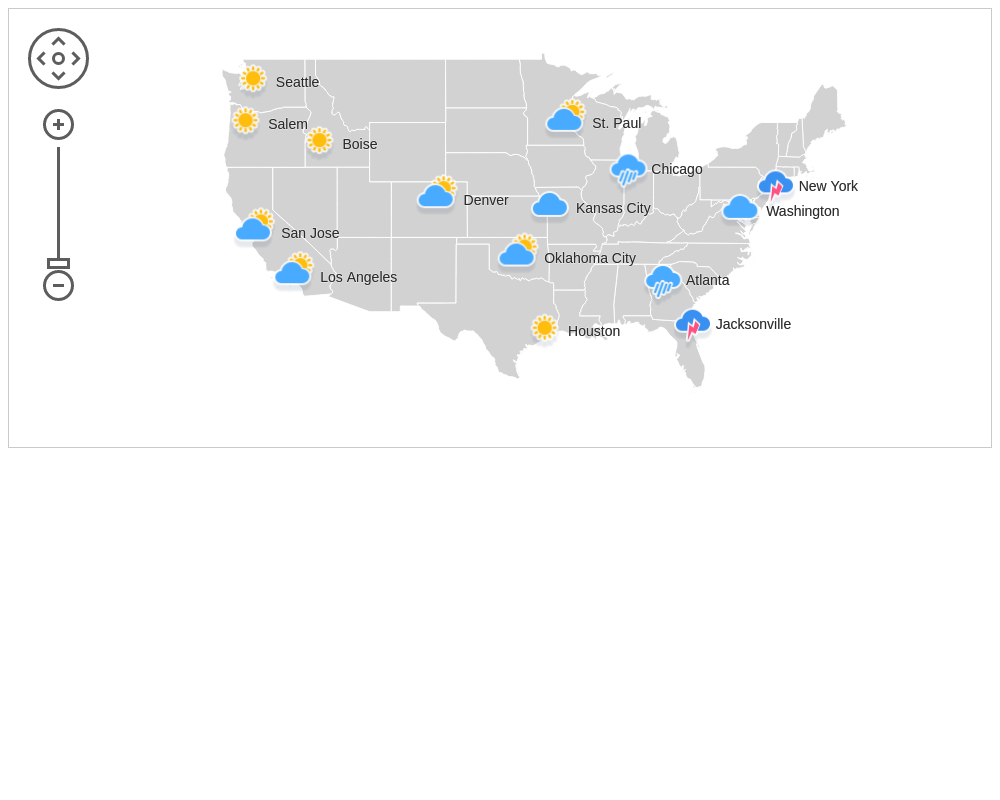 Seattle
Salem
Boise
St. Paul
Chicago
New York
Denver
Kansas City
Washington
San Jose
Oklahoma City
Los Angeles
Atlanta
Houston
Jacksonville